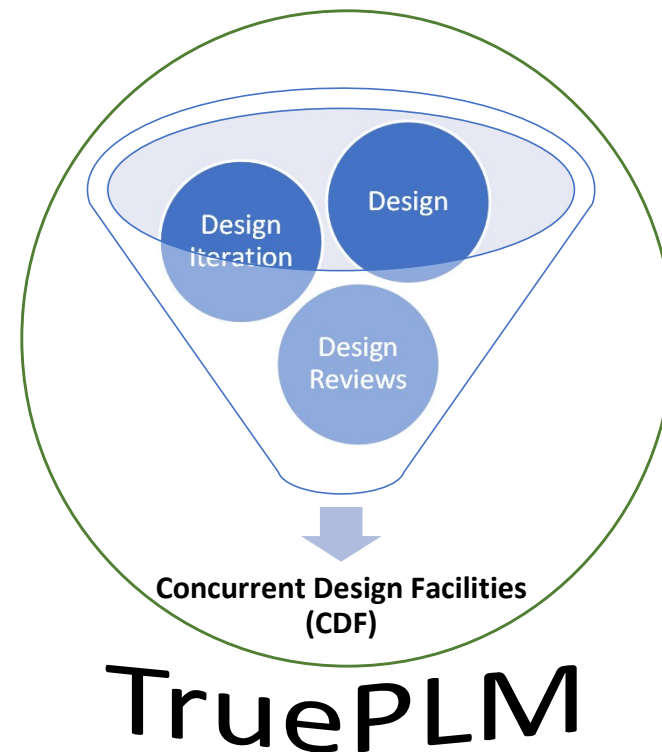 Design
Design
iteration
Design
Reviews
Concurrent Design Facilities
(CDF)
TruePLM